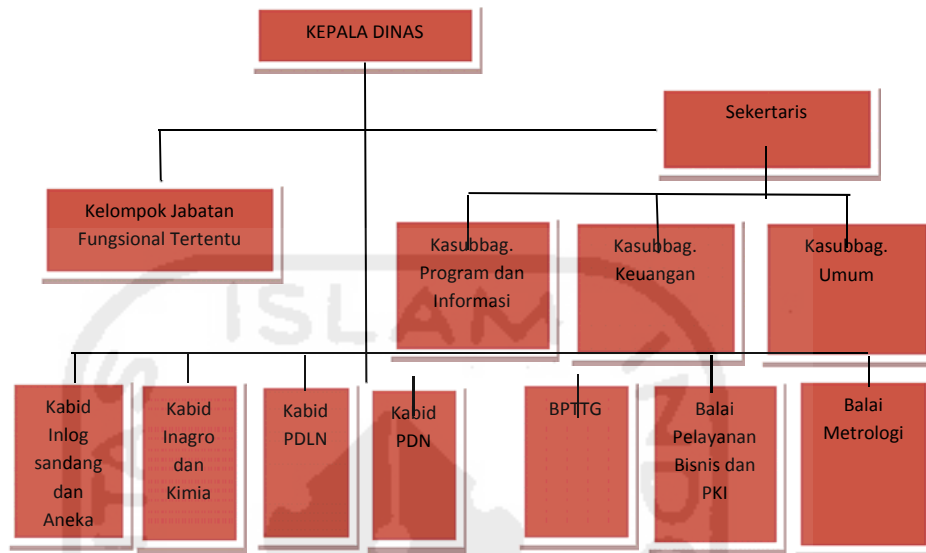 KEPALA DINAS
Sekertaris
Kelompok Jabatan
Fungsional Tertentu
Kasubbag.
Program dan
Informasi
Kasubbag.
Keuangan
Kasubbag.
Umum
ISLAM
Kabid
Inlog
sandang
dan
Aneka
Kabid
Inagro
dan
Kimia
Kabid
PDLN
Kabid
PDN
BPTTG
Balai
Pelayanan
Bisnis dan
PKI
Balai
Metrologi